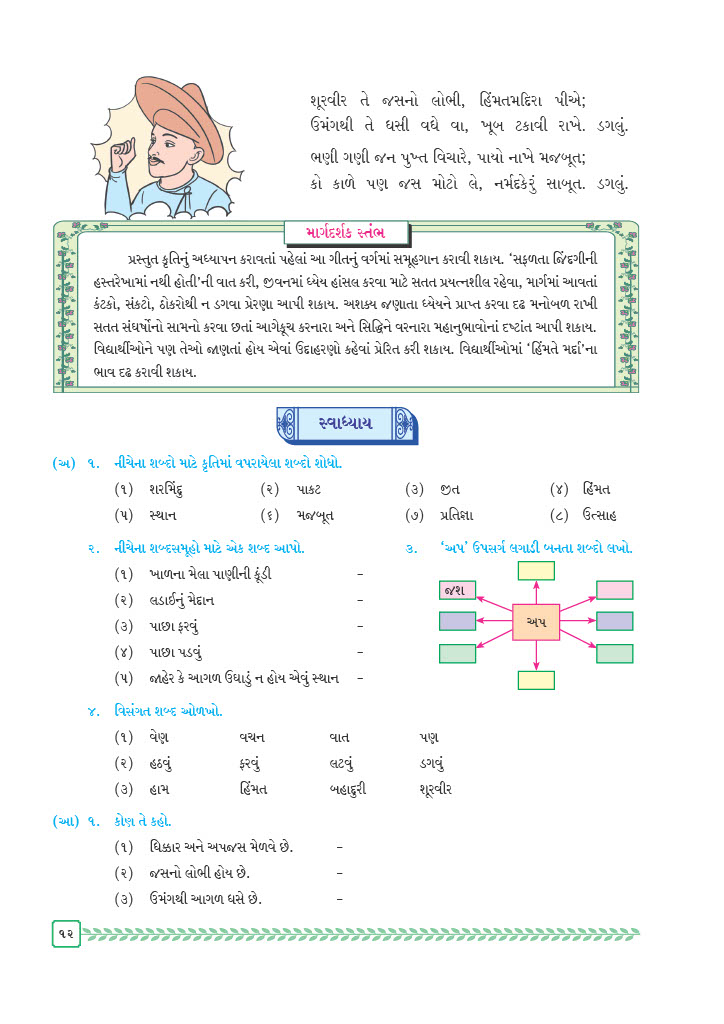 શૂરવીર તે જસનો લોભી, હિંમતમદિરા પીએ;
ઉમંગથી તે ધસી વધે વા, ખૂબ ટકાવી રાખે. ડગલું.
ભણી ગણી જન પુખ્ત વિચારે, પાયો નાખે મજબૂત;
કો કાળે પણ જસ મોટો લે, નર્મદકેરું સાબૂત. ડગલું.
માર્ગદર્શક સ્તંભ
પ્રસ્તુત કૃતિનું અધ્યાપન કરાવતાં પહેલાં આ ગીતનું વર્ગમાં સમૂહગાન કરાવી શકાય. ‘સફળતા જિંદગીની
હસ્તરેખામાં નથી હોતી’ની વાત કરી, જીવનમાં ધ્યેય હાંસલ કરવા માટે સતત પ્રયત્નશીલ રહેવા, માર્ગમાં આવતાં
કંટકો, સંકટો, ઠોકરોથી ન ડગવા પ્રેરણા આપી શકાય. અશક્ય જણાતા ધ્યેયને પ્રાપ્ત કરવા દઢ મનોબળ રાખી
સતત સંઘર્ષોનો સામનો કરવા છતાં આગેકૂચ કરનારા અને સિદ્ધિને વરનારા મહાનુભાવોનાં દષ્ટાંત આપી શકાય.
વિદ્યાર્થીઓને પણ તેઓ જાણતાં હોય એવાં ઉદાહરણો કહેવાં પ્રેરિત કરી શકાય. વિદ્યાર્થીઓમાં ‘હિંમતે મર્દા’ના
ભાવ દઢ કરાવી શકાય.
સ્વાધ્યાય
(અ) ૧. નીચેના શબ્દો માટે કૃતિમાં વપરાયેલા શબ્દો શોધો.
(૧) શરમિંદુ (૨) પાકટ (૩) જીત (૪) હિંમત
(૫) સ્થાન (૬) મજબૂત (૭) પ્રતિજ્ઞા (૮) ઉત્સાહ
૨. નીચેના શબ્દસમૂહો માટે એક શબ્દ આપો.
(૧) ખાળના મેલા પાણીની કૂંડી –
(૨) લડાઈનું મેદાન –
(૩) પાછા ફરવું –
(૪) પાછા પડવું –
(૫) જાહેર કે આગળ ઉઘાડું ન હોય એવું સ્થાન –
૩. ‘અપ’ ઉપસર્ગ લગાડી બનતા શબ્દો લખો.
જશ
અપ
૪. વિસંગત શબ્દ ઓળખો.
(૧) વેણ વચન વાત પણ
(૨) હઠવું ફરવું લટવું ડગવું
(૩) હામ હિંમત બહાદુરી શૂરવીર
(આ) ૧. કોણ તે કહો.
(૧) ધિક્કાર અને અપજસ મેળવે છે. –
(૨) જસનો લોભી હોય છે. –
(૩) ઉમંગથી આગળ ધસે છે. –
૧૨